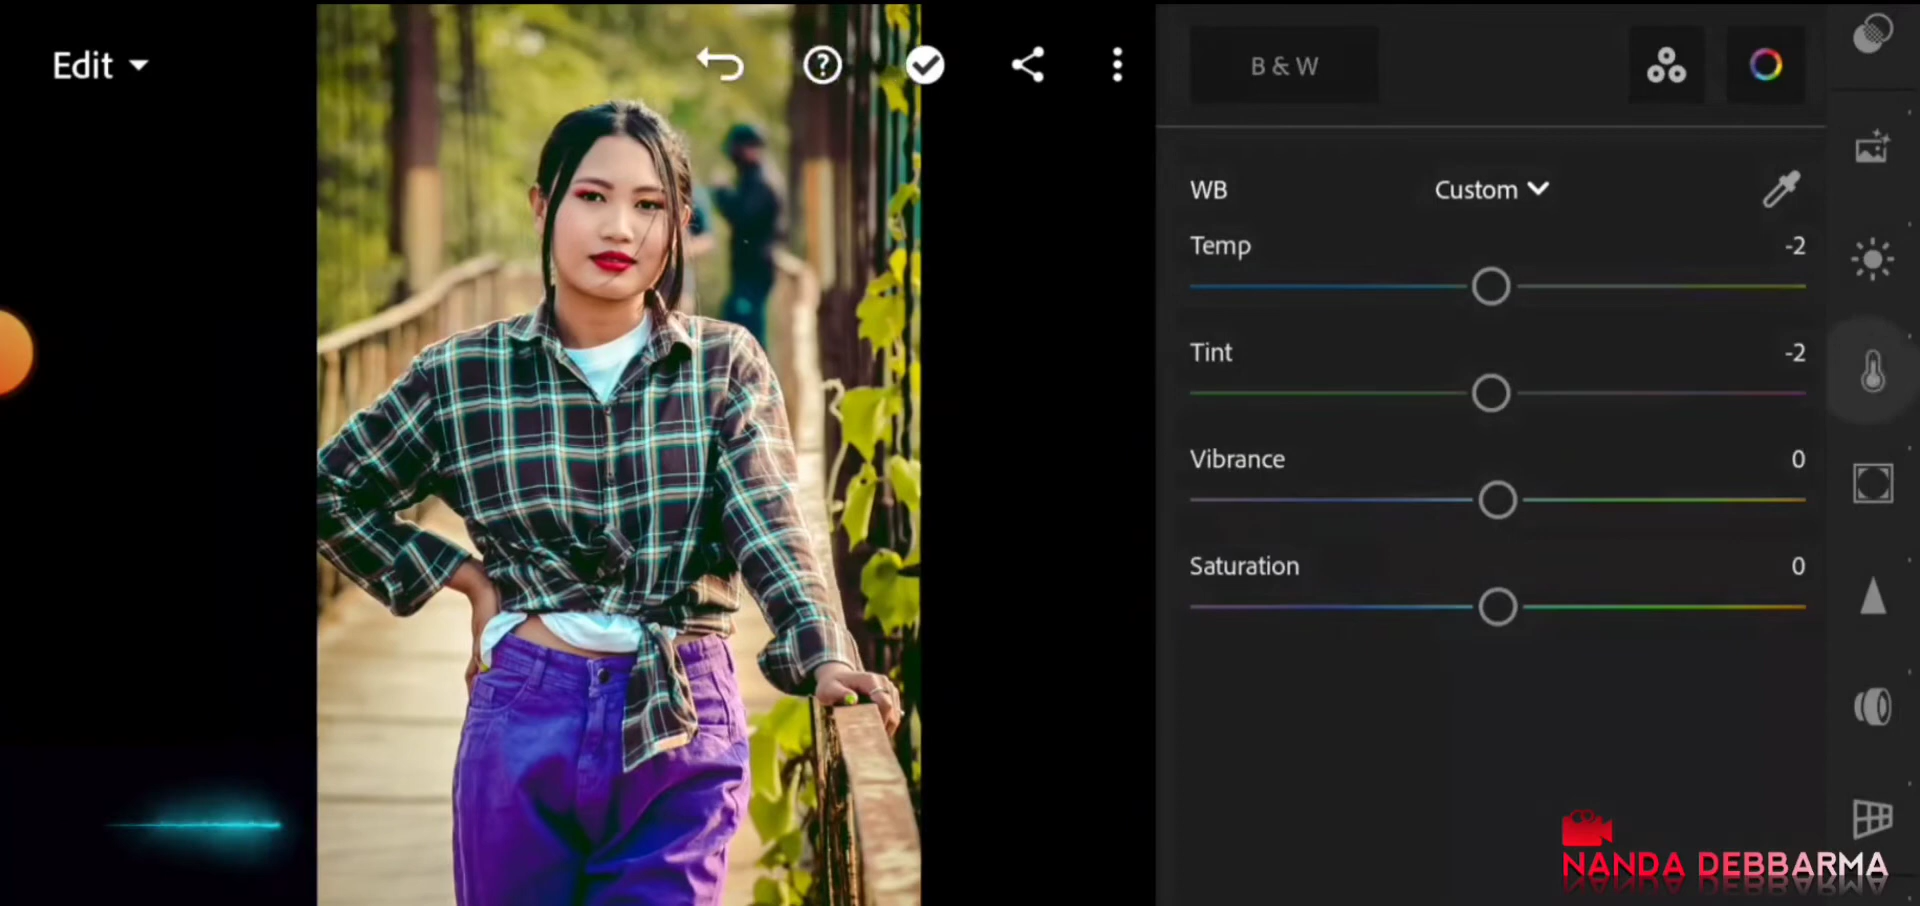 Edit
B & W
WB
Custom
Temp
-2
Tint
-2
Vibrance
0
Saturation
0
NANDA DEBBARMA